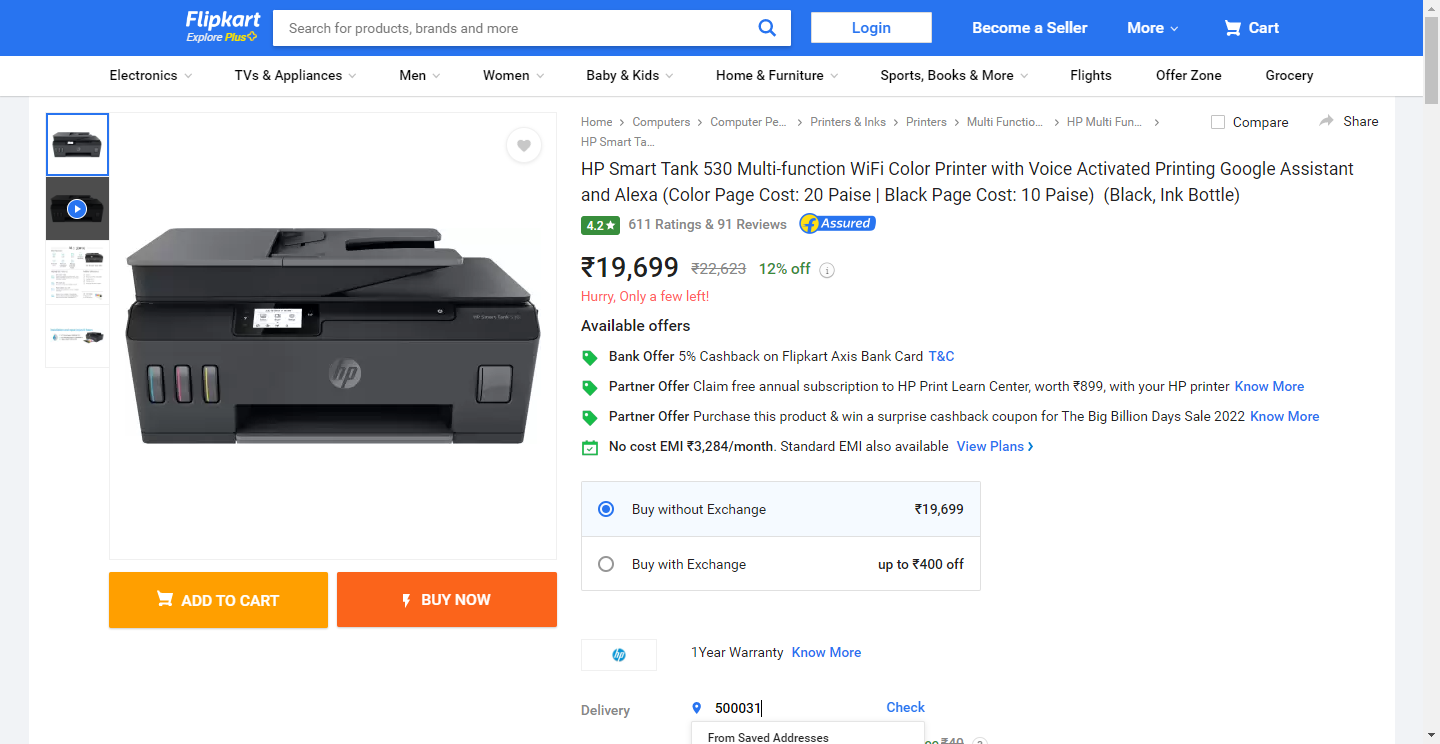 Flipkart
Explore Plus
Search for products, brands and more
Login
Become a Seller
More
Cart
Electronics
TVs & Appliances
Men
Women
Baby & Kids
Home & Furniture
Sports, Books & More
Flights
Offer Zone
Grocery
Home
Computers
Computer Pe...
Printers & Inks
Printers
Multi Functio...
HP Multi Fun...
HP Smart Ta...
Compare
Share
HP Smart Tank 530 Multi-function WiFi Color Printer with Voice Activated Printing Google Assistant
and Alexa (Color Page Cost: 20 Paise | Black Page Cost: 10 Paise) (Black, Ink Bottle)
4.2★ 611 Ratings & 91 Reviews Assured
₹19,699 ₹22,623 12% off
Hurry, Only a few left!
Available offers
Bank Offer 5% Cashback on Flipkart Axis Bank Card T&C
Partner Offer Claim free annual subscription to HP Print Learn Center, worth ₹899, with your HP printer Know More
Partner Offer Purchase this product & win a surprise cashback coupon for The Big Billion Days Sale 2022 Know More
No cost EMI ₹3,284/month. Standard EMI also available View Plans
Buy without Exchange ₹19,699
Buy with Exchange up to ₹400 off
hp
ADD TO CART
BUY NOW
hp
1Year Warranty Know More
Delivery
500031
Check
From Saved Addresses
₹40